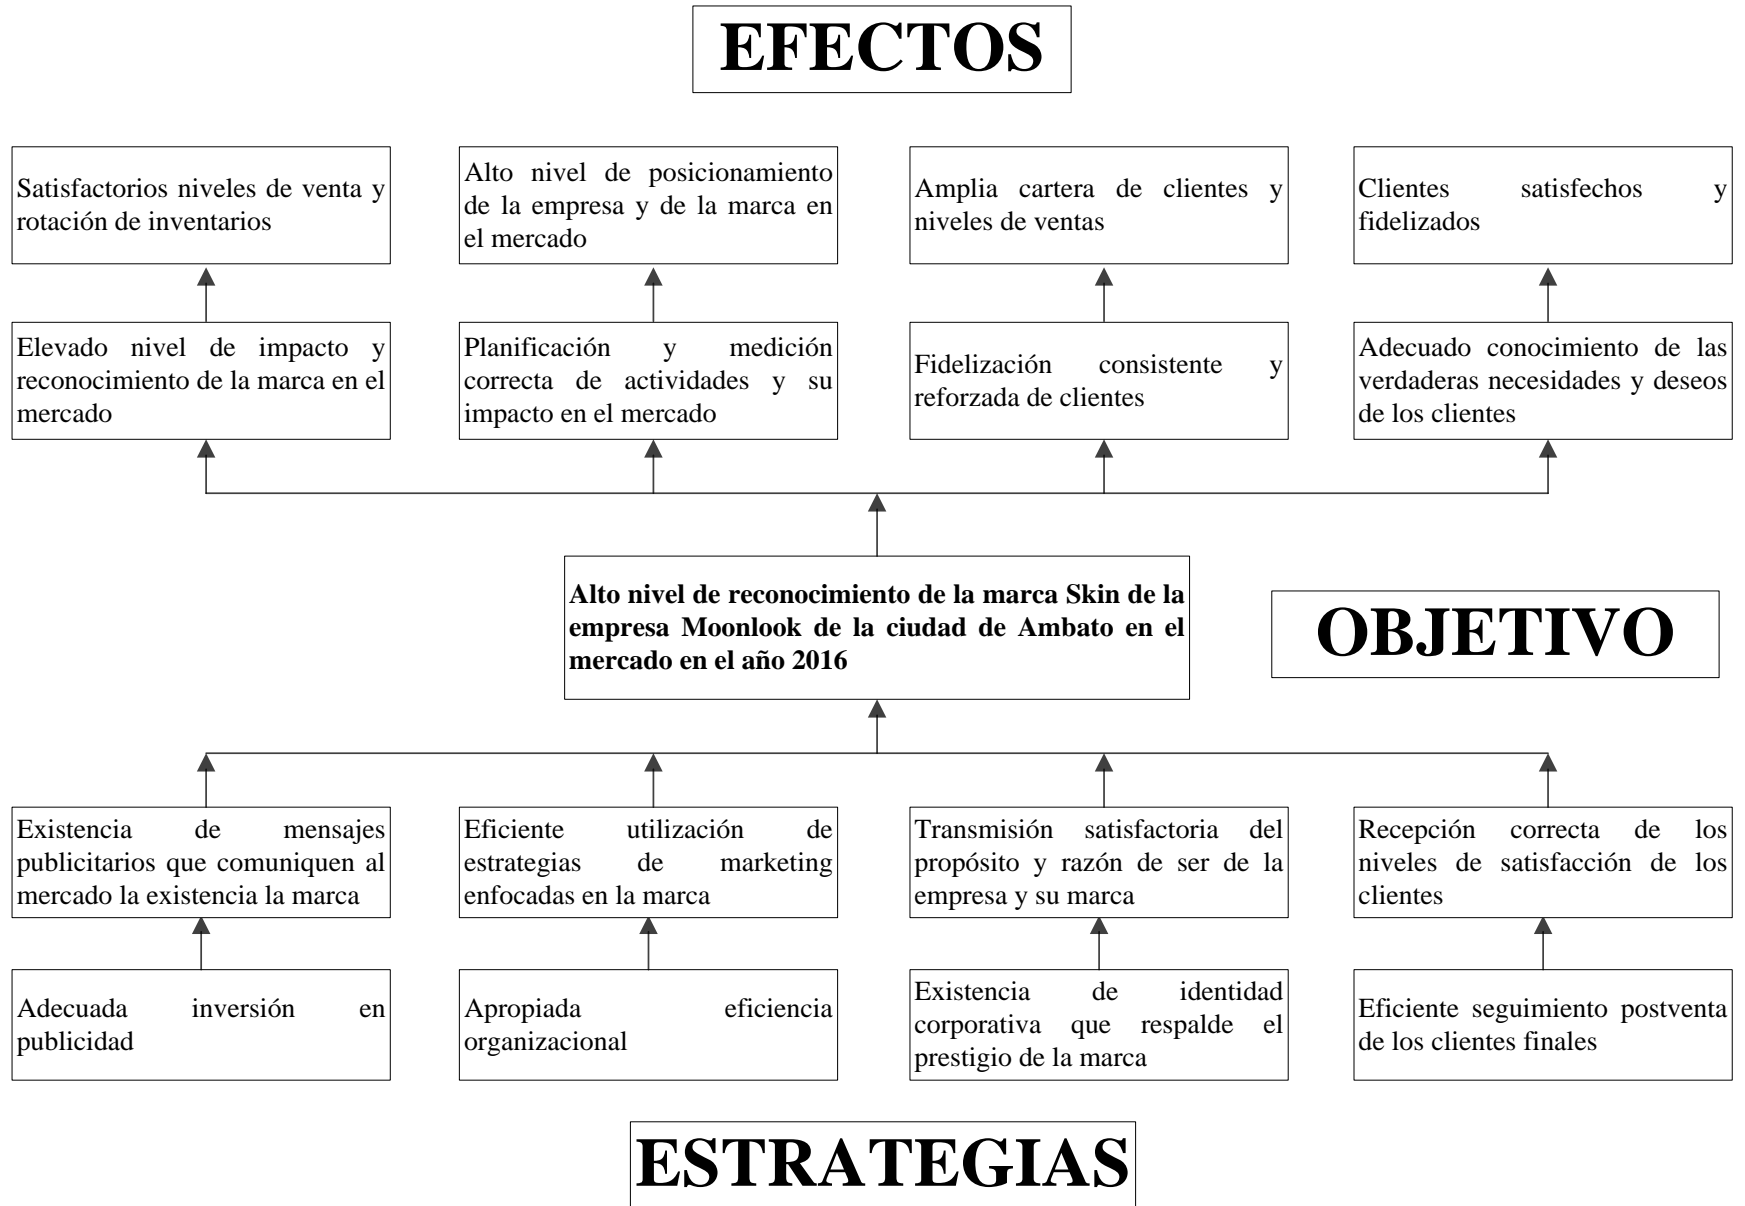 EFECTOS
Satisfactorios niveles de venta y
rotación de inventarios
Alto nivel de posicionamiento
de la empresa y de la marca en
el mercado
Amplia cartera de clientes y
niveles de ventas
Clientes satisfechos y
fidelizados
Elevado nivel de impacto y
reconocimiento de la marca en el
mercado
Planificación y medición
correcta de actividades y su
impacto en el mercado
Fidelización consistente y
reforzada de clientes
Adecuado conocimiento de las
verdaderas necesidades y deseos
de los clientes
Alto nivel de reconocimiento de la marca Skin de la
empresa Moonlook de la ciudad de Ambato en el
mercado en el año 2016
OBJETIVO
Existencia de mensajes
publicitarios que comuniquen al
mercado la existencia la marca
Eficiente utilización de
estrategias de marketing
enfocadas en la marca
Transmisión satisfactoria del
propósito y razón de ser de la
empresa y su marca
Recepción correcta de los
niveles de satisfacción de los
clientes
Adecuada inversión en
publicidad
Apropiada eficiencia
organizacional
Existencia de identidad
corporativa que respalde el
prestigio de la marca
Eficiente seguimiento postventa
de los clientes finales
ESTRATEGIAS